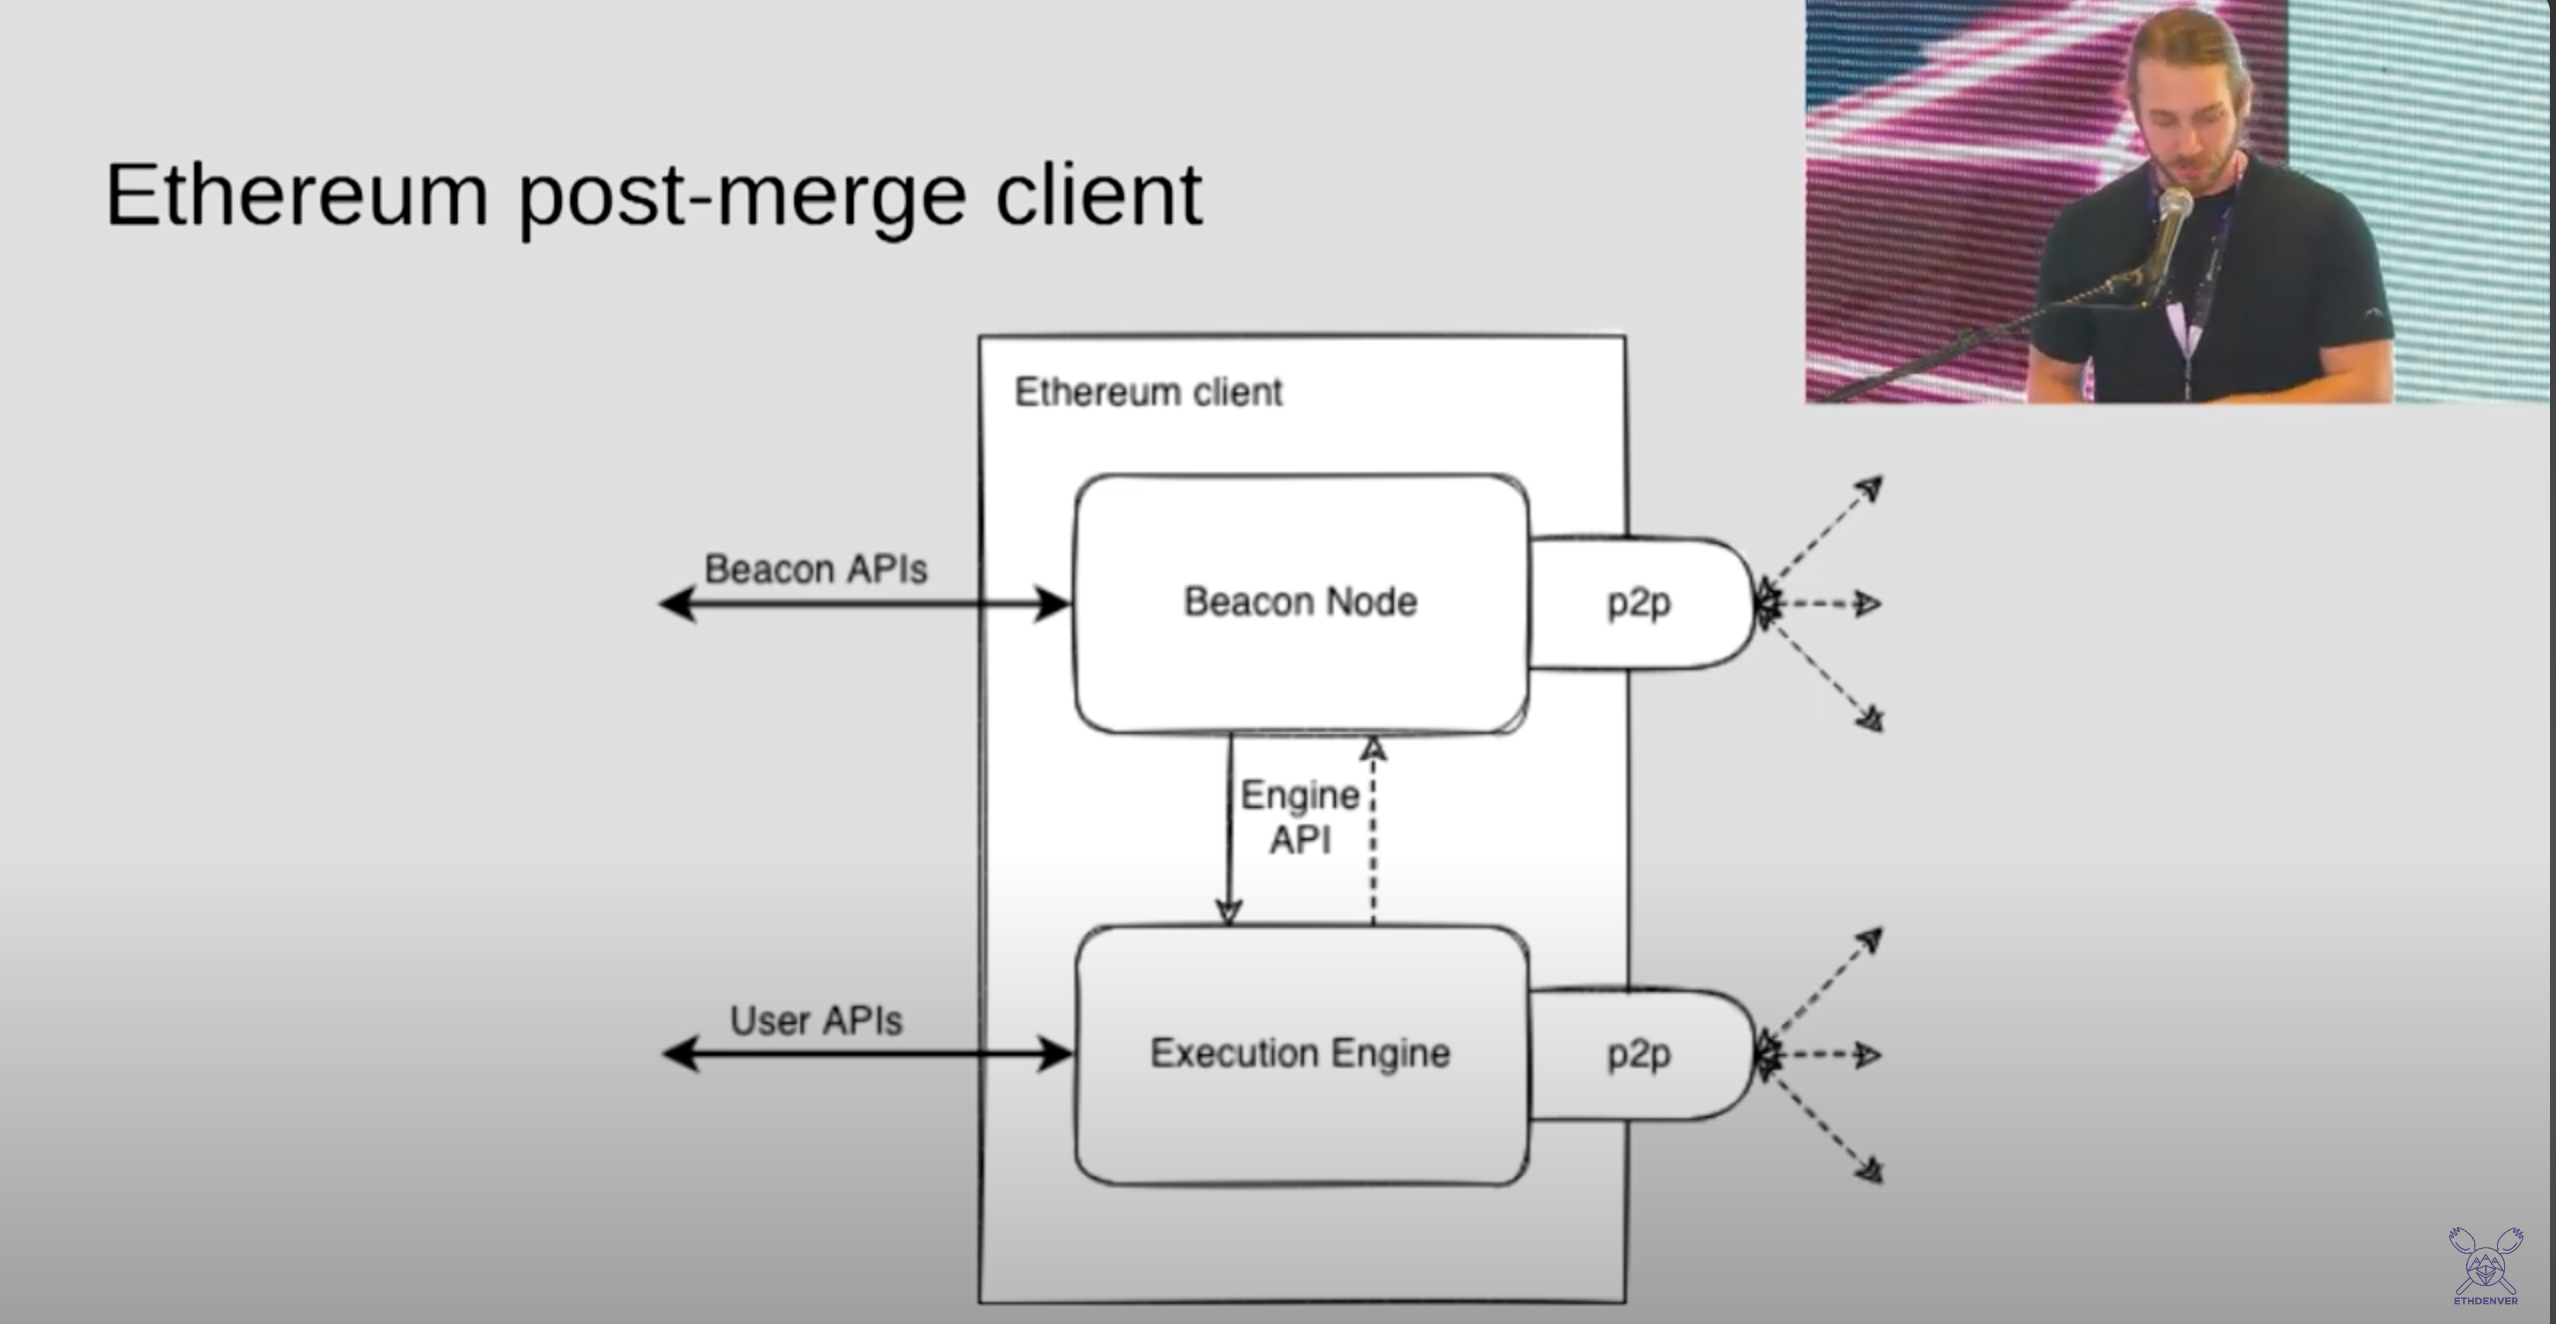 Ethereum post-merge client
Ethereum client
Beacon APIs
Beacon Node
p2p
Engine
API
User APIs
Execution Engine
p2p
ETHDENVER